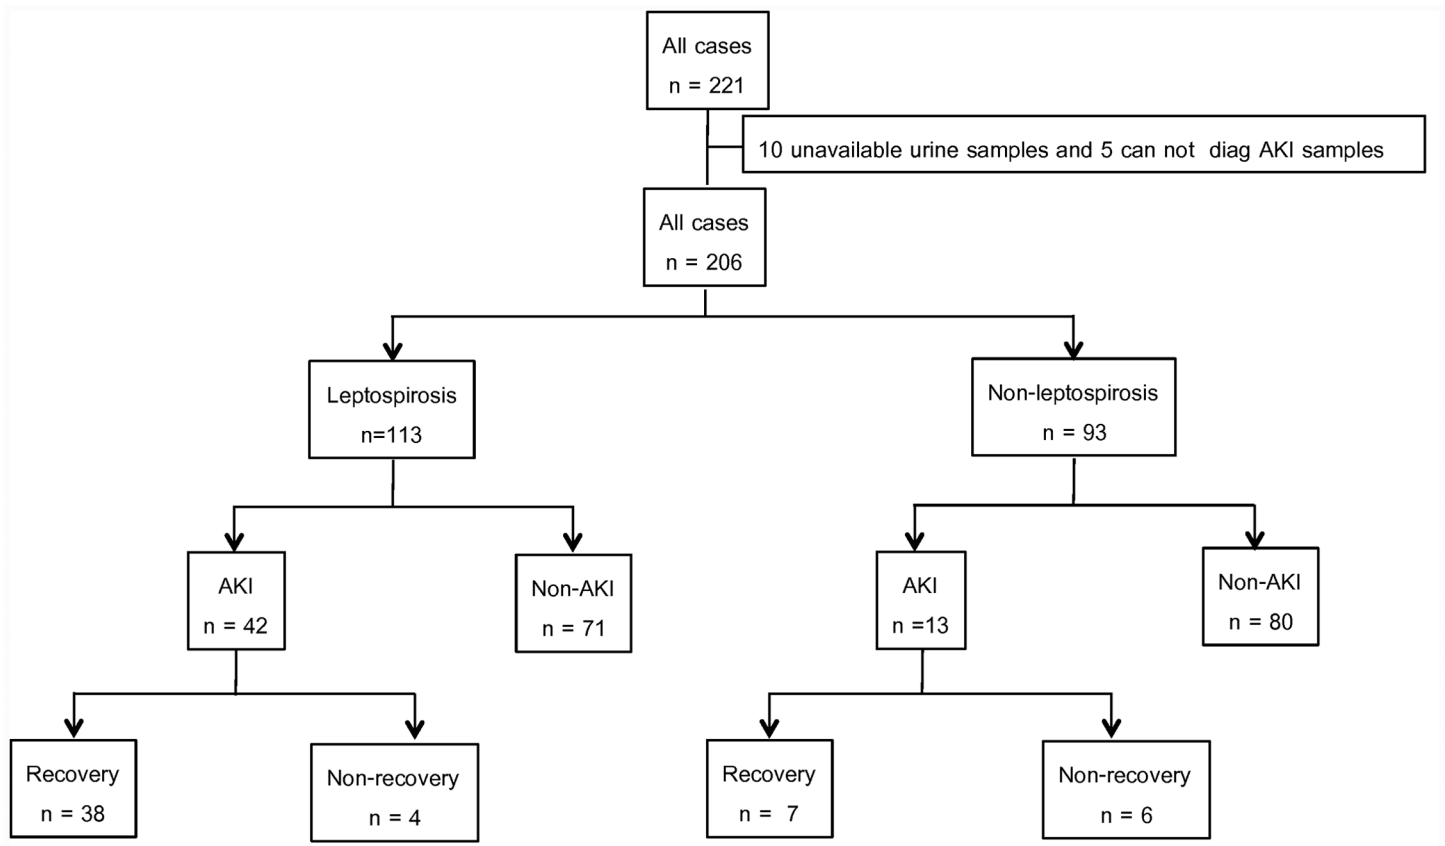 All cases
n = 221
10 unavailable urine samples and 5 can not diag AKI samples
All cases
n = 206
Leptospirosis
n=113
Non-leptospirosis
n = 93
AKI
n = 42
Non-AKI
n = 71
AKI
n =13
Non-AKI
n = 80
Recovery
n = 38
Non-recovery
n = 4
Recovery
n = 7
Non-recovery
n = 6